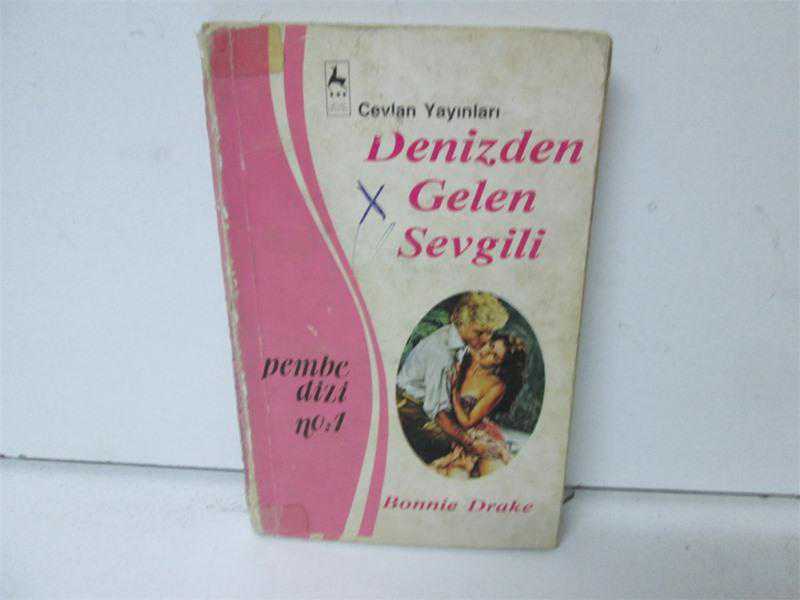 Ceylan Yayınları
Denizden
Gelen
Sevgili
pembe
dizi
no:1
Bonnie Drake